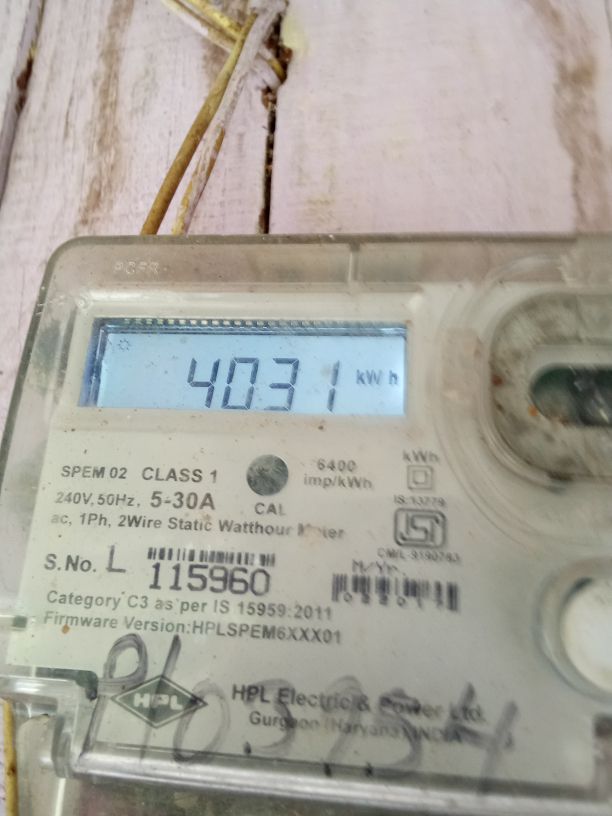 4031 kWh
SPEM 02 CLASS 1
240V, 50Hz, 5-30A
CAL
6400
imp/kWh
kWh
IS:13779
ac, 1Ph, 2Wire Static Watthour Meter
S.No. L 115960
M/Yr.
Category C3 as per IS 15959:2011
Firmware Version:HPLSPEM6XXX01
HPL
HPL Electric & Power Ltd.
Gurgaon (Haryana) INDIA